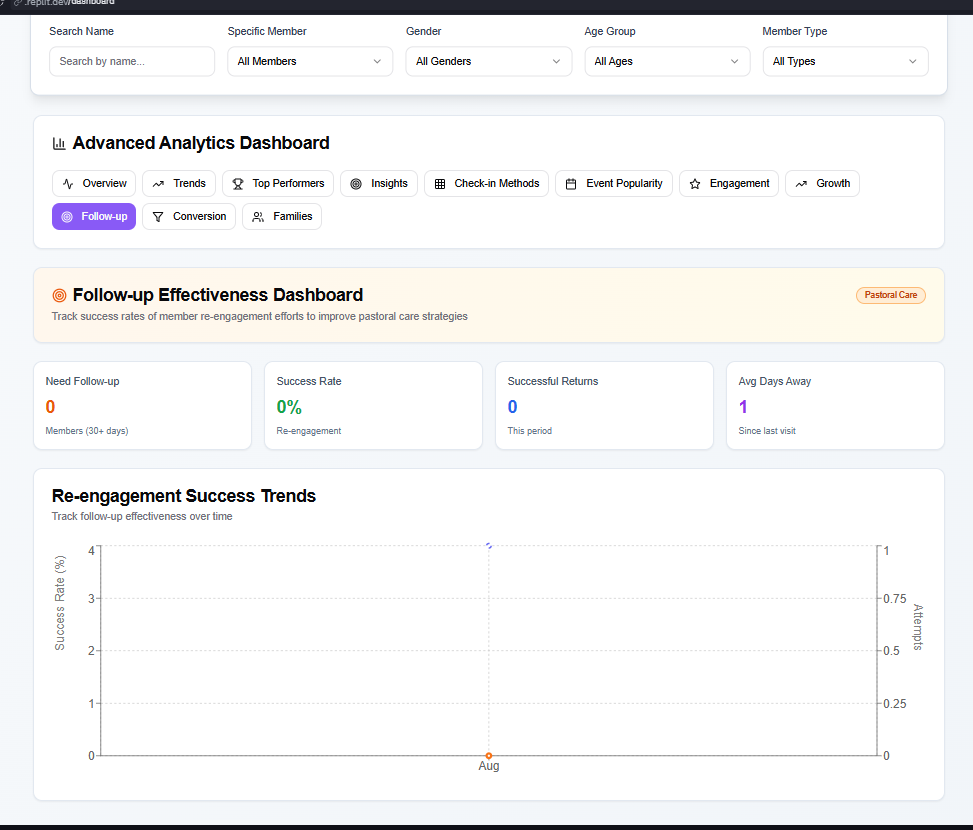 .replit.dev/dashboard
Search Name Specific Member Gender Age Group Member Type
Search by name... All Members All Genders All Ages All Types
Advanced Analytics Dashboard
Overview Trends Top Performers Insights Check-in Methods Event Popularity Engagement Growth
Follow-up Conversion Families
Follow-up Effectiveness Dashboard Pastoral Care
Track success rates of member re-engagement efforts to improve pastoral care strategies
Need Follow-up Success Rate Successful Returns Avg Days Away
0 0% 0 1
Members (30+ days) Re-engagement This period Since last visit
Re-engagement Success Trends
Track follow-up effectiveness over time
4 1
3 0.75
Success Rate (%) Attempts
2 0.5
1 0.25
0 0
Aug